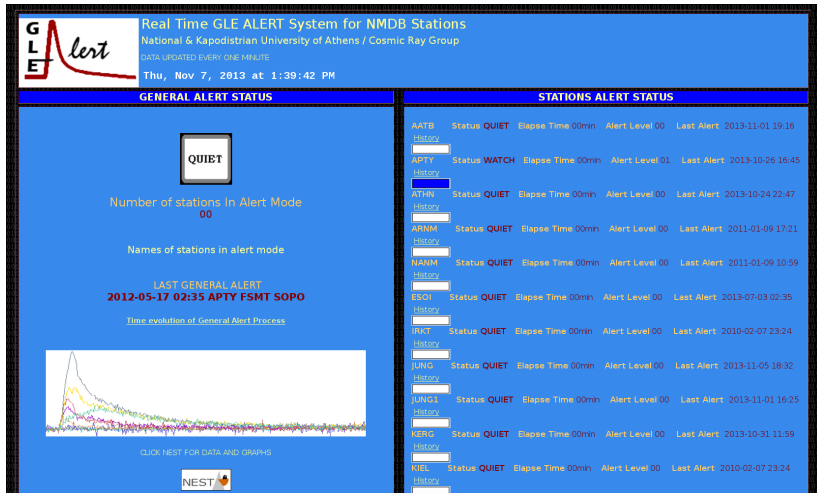 GLE Alert
Real Time GLE ALERT System for NMDB Stations
National & Kapodistrian University of Athens / Cosmic Ray Group
DATA UPDATED EVERY ONE MINUTE
Thu, Nov 7, 2013 at 1:39:42 PM
GENERAL ALERT STATUS
QUIET
Number of stations In Alert Mode
00
Names of stations in alert mode
LAST GENERAL ALERT
2012-05-17 02:35 APTY FSMT SOPO
Time evolution of General Alert Process
CLICK NEST FOR DATA AND GRAPHS
NEST
STATIONS ALERT STATUS
AATB Status QUIET Elapse Time 00min Alert Level 00 Last Alert 2013-11-01 19:16
History
APTY Status WATCH Elapse Time 00min Alert Level 01 Last Alert 2013-10-26 16:45
History
ATHN Status QUIET Elapse Time 00min Alert Level 00 Last Alert 2013-10-24 22:47
History
ARNM Status QUIET Elapse Time 00min Alert Level 00 Last Alert 2011-01-09 17:21
History
NANM Status QUIET Elapse Time 00min Alert Level 00 Last Alert 2011-01-09 10:59
History
ESOI Status QUIET Elapse Time 00min Alert Level 00 Last Alert 2013-07-03 02:35
History
IRKT Status QUIET Elapse Time 00min Alert Level 00 Last Alert 2010-02-07 23:24
History
JUNG Status QUIET Elapse Time 00min Alert Level 00 Last Alert 2013-11-05 18:32
History
JUNG1 Status QUIET Elapse Time 00min Alert Level 00 Last Alert 2013-11-01 16:25
History
KERG Status QUIET Elapse Time 00min Alert Level 00 Last Alert 2013-10-31 11:59
History
KIEL Status QUIET Elapse Time 00min Alert Level 00 Last Alert 2010-02-07 23:24
History